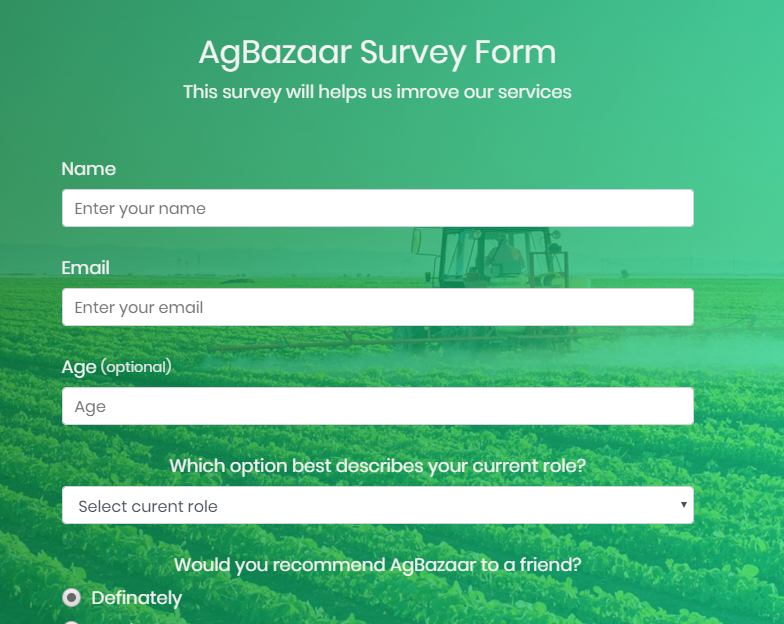 AgBazaar Survey Form
This survey will helps us imrove our services
Name
Enter your name
Email
Enter your email
Age (optional)
Age
Which option best describes your current role?
Select curent role
Would you recommend AgBazaar to a friend?
Definately